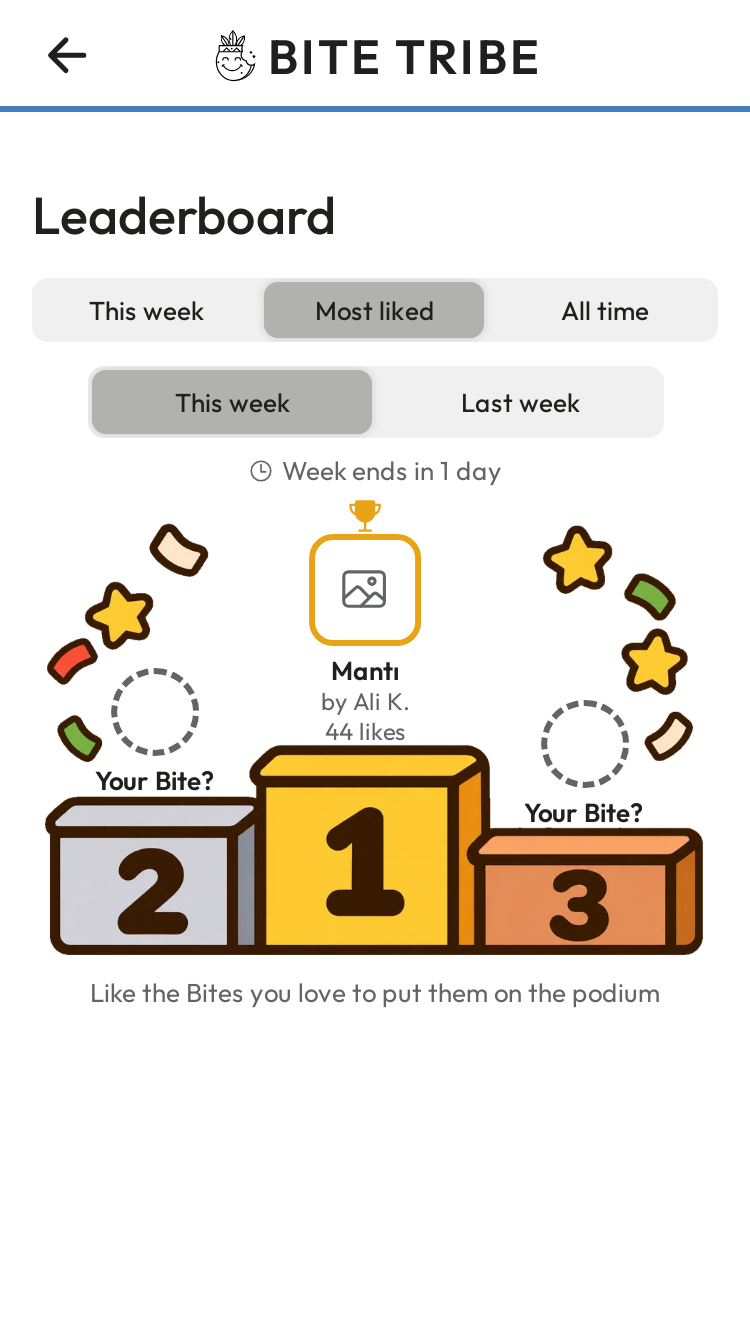 BITE TRIBE
Leaderboard
This week
Most liked
All time
This week
Last week
Week ends in 1 day
Mantı
by Ali K.
44 likes
Your Bite?
Your Bite?
2
1
3
Like the Bites you love to put them on the podium